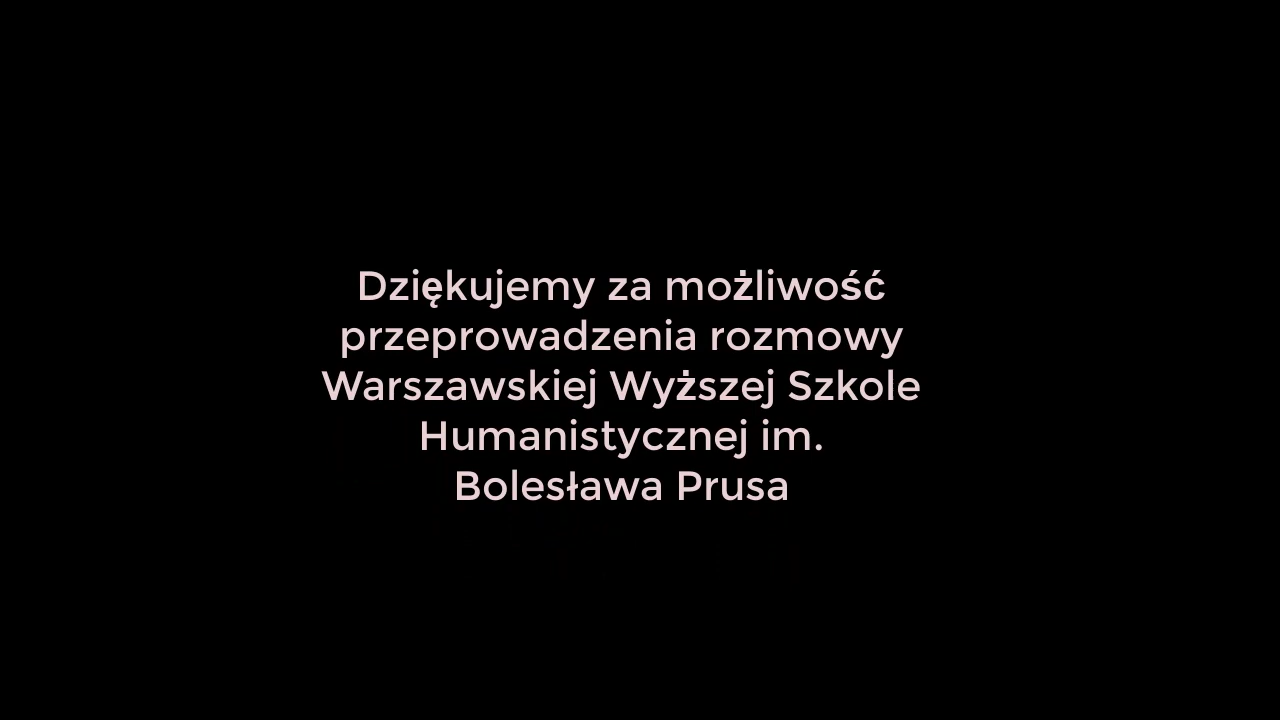 Dziękujemy za możliwość
przeprowadzenia rozmowy
Warszawskiej Wyższej Szkole
Humanistycznej im.
Bolesława Prusa